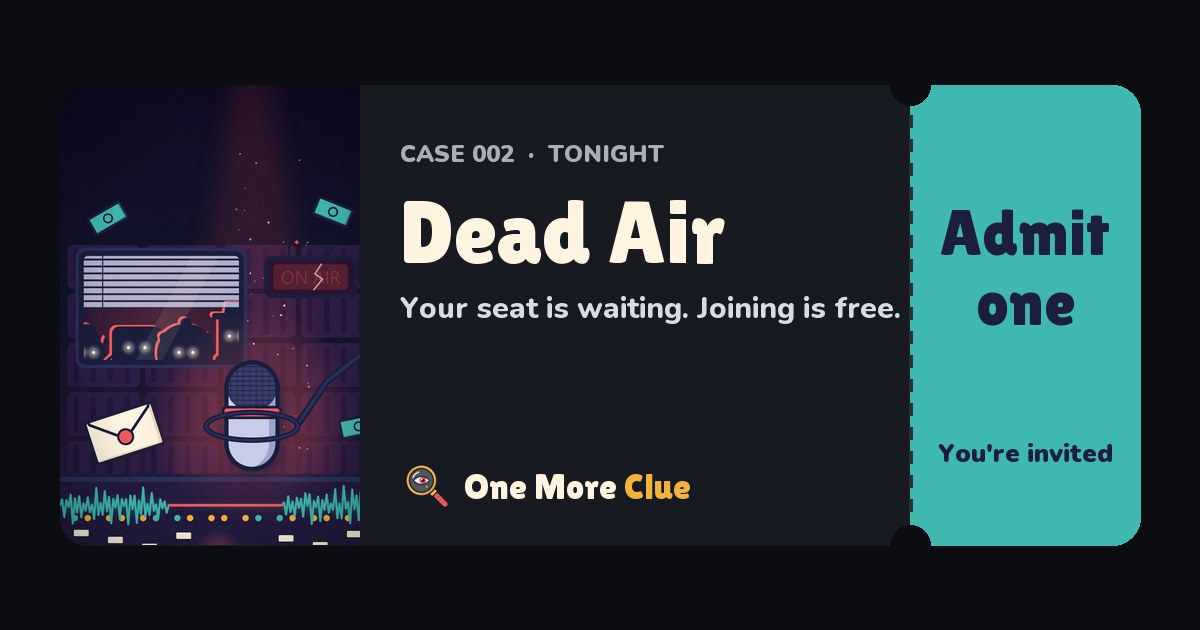 CASE 002 · TONIGHT
Dead Air
Your seat is waiting. Joining is free.
One More Clue
ON AIR
Admit
one
You're invited